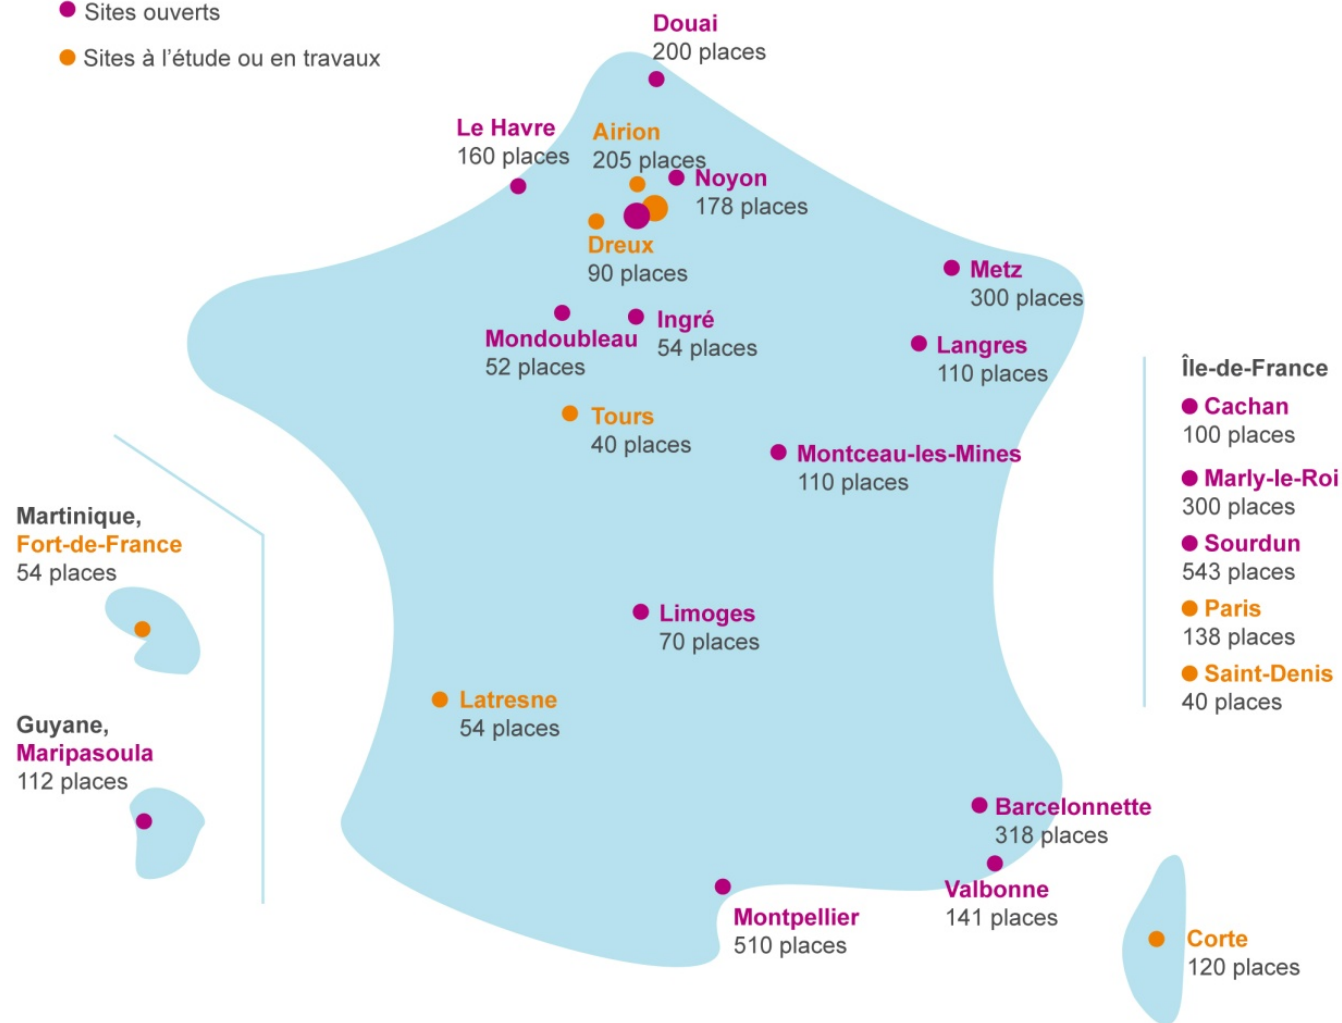 Sites ouverts
Sites à l'étude ou en travaux
Douai
200 places
Le Havre
160 places
Airion
205 places
Noyon
178 places
Dreux
90 places
Metz
300 places
Mondoubleau
52 places
Ingré
54 places
Langres
110 places
Tours
40 places
Montceau-les-Mines
110 places
Île-de-France
Cachan
100 places
Marly-le-Roi
300 places
Sourdun
543 places
Paris
138 places
Saint-Denis
40 places
Martinique,
Fort-de-France
54 places
Limoges
70 places
Latresne
54 places
Guyane,
Maripasoula
112 places
Barcelonnette
318 places
Valbonne
141 places
Montpellier
510 places
Corte
120 places